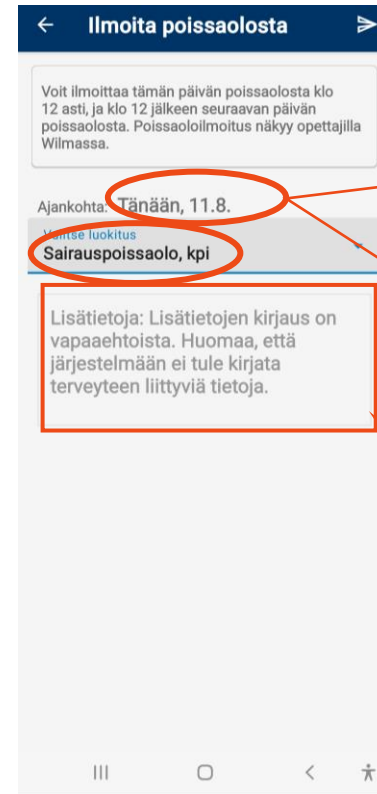 Ilmoita poissaolosta
Voit ilmoittaa tämän päivän poissaolosta klo
12 asti, ja klo 12 jälkeen seuraavan päivän
poissaolosta. Poissaoloilmoitus näkyy opettajilla
Wilmassa.
Ajankohta: Tänään, 11.8.
Valitse luokitus
Sairauspoissaolo, kpi
Lisätietoja: Lisätietojen kirjaus on
vapaaehtoista. Huomaa, että
järjestelmään ei tule kirjata
terveyteen liittyviä tietoja.